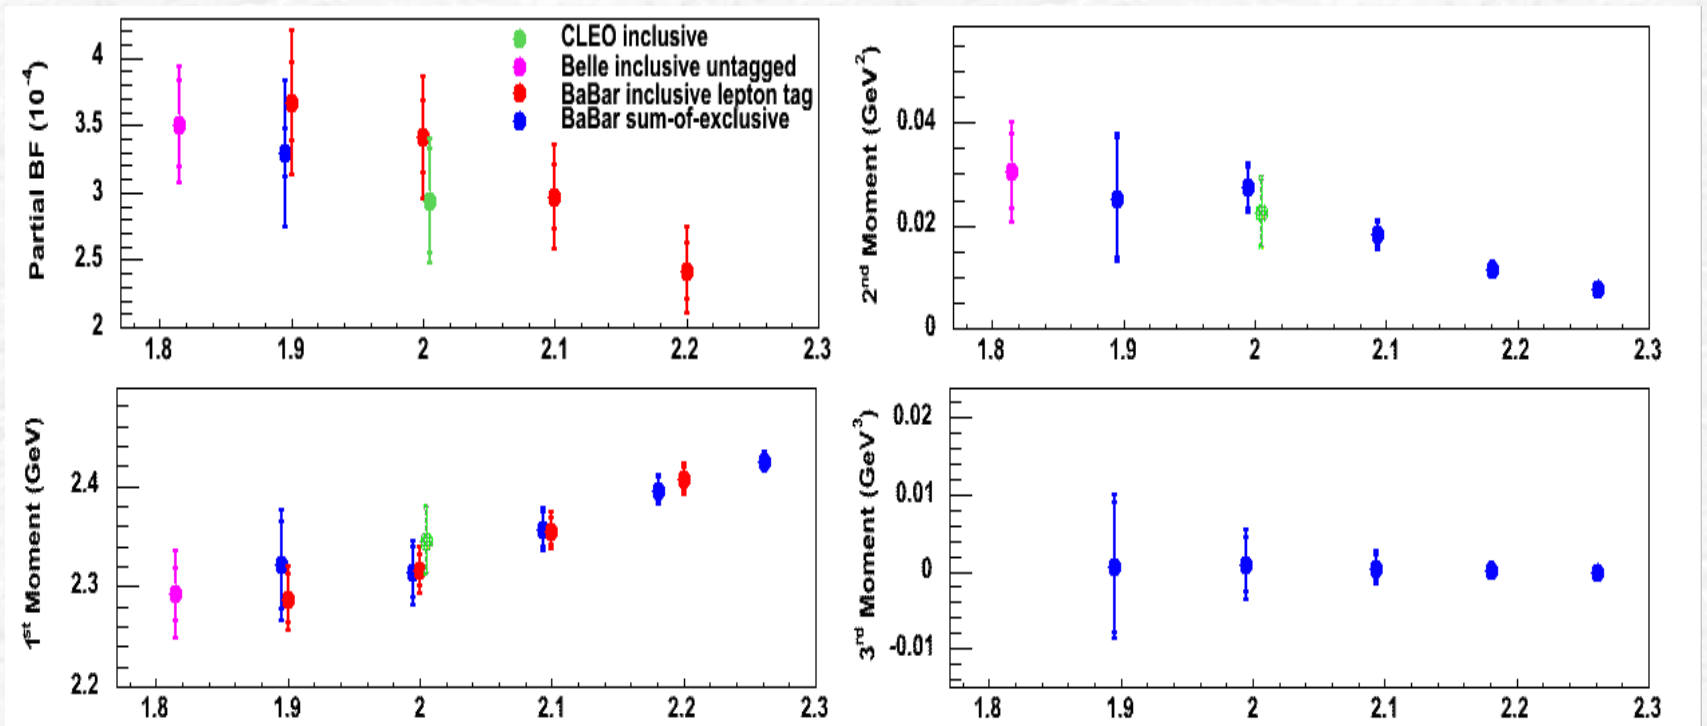 Partial BF (10⁻⁴)
4
3.5
3
2.5
2
1.8 1.9 2 2.1 2.2 2.3
CLEO inclusive
Belle inclusive untagged
BaBar inclusive lepton tag
BaBar sum-of-exclusive
2ⁿᵈ Moment (GeV²)
0.04
0.02
0
1.8 1.9 2 2.1 2.2 2.3
1ˢᵗ Moment (GeV)
2.4
2.3
2.2
1.8 1.9 2 2.1 2.2 2.3
3ʳᵈ Moment (GeV³)
0.02
0.01
0
-0.01
1.8 1.9 2 2.1 2.2 2.3